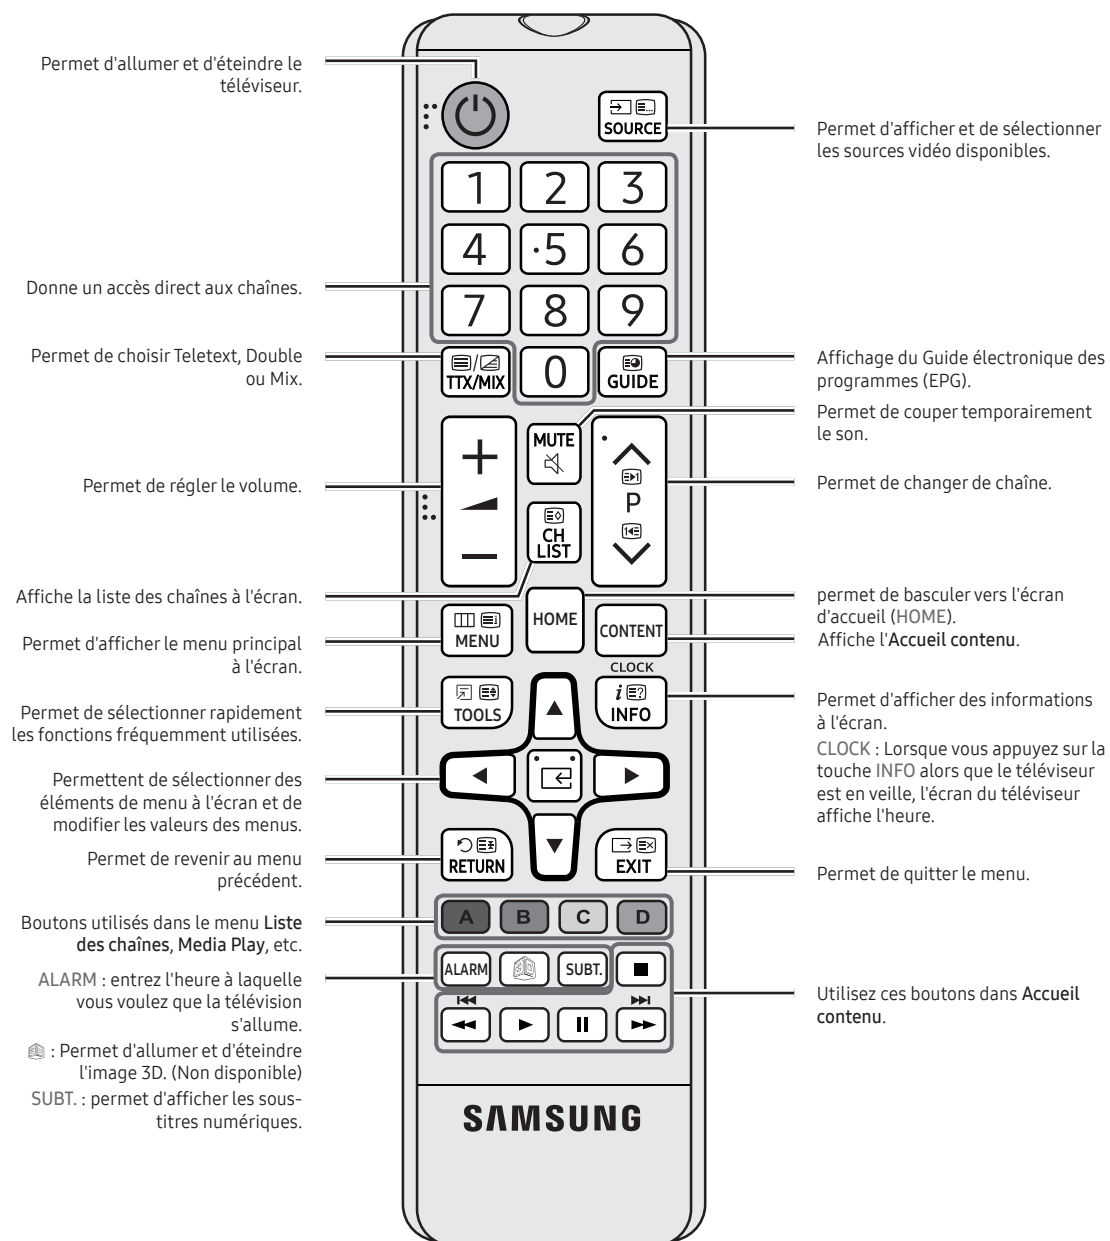 Permet d'allumer et d'éteindre le
téléviseur.
SOURCE
Permet d'afficher et de sélectionner
les sources vidéo disponibles.
1 2 3
4 ·5 6
7 8 9
0
Donne un accès direct aux chaînes.
Permet de choisir Teletext, Double
ou Mix.
TTX/MIX
GUIDE
Affichage du Guide électronique des
programmes (EPG).
Permet de couper temporairement
le son.
MUTE
Permet de régler le volume.
+
—
P
Permet de changer de chaîne.
CH
LIST
Affiche la liste des chaînes à l'écran.
HOME
permet de basculer vers l'écran
d'accueil (HOME).
MENU
CONTENT
Affiche l'Accueil contenu.
Permet d'afficher le menu principal
à l'écran.
CLOCK
TOOLS
INFO
Permet de sélectionner rapidement
les fonctions fréquemment utilisées.
Permet d'afficher des informations
à l'écran.
CLOCK : Lorsque vous appuyez sur la
touche INFO alors que le téléviseur
est en veille, l'écran du téléviseur
affiche l'heure.
Permettent de sélectionner des
éléments de menu à l'écran et de
modifier les valeurs des menus.
Permet de revenir au menu
précédent.
RETURN
EXIT
Permet de quitter le menu.
Boutons utilisés dans le menu Liste
des chaînes, Media Play, etc.
A B C D
ALARM SUBT.
ALARM : entrez l'heure à laquelle
vous voulez que la télévision
s'allume.
: Permet d'allumer et d'éteindre
l'image 3D. (Non disponible)
SUBT. : permet d'afficher les sous-
titres numériques.
Utilisez ces boutons dans Accueil
contenu.
SAMSUNG